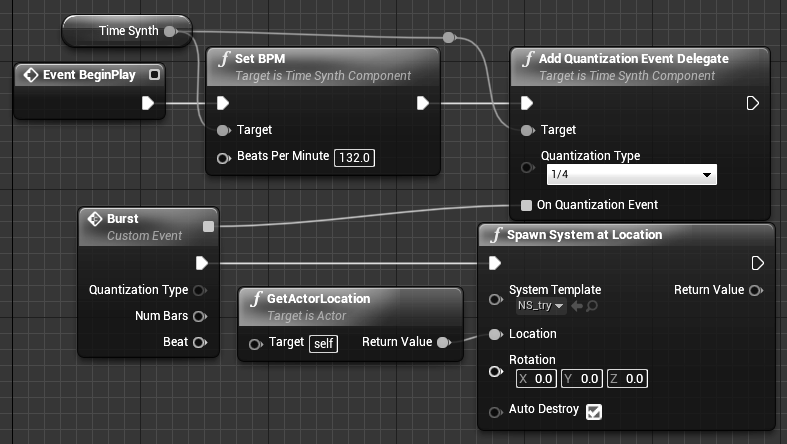 Time Synth
Event BeginPlay
Set BPM
Target is Time Synth Component
Target
Beats Per Minute 132.0
Add Quantization Event Delegate
Target is Time Synth Component
Target
Quantization Type
1/4
On Quantization Event
Burst
Custom Event
Quantization Type
Num Bars
Beat
GetActorLocation
Target is Actor
Target self Return Value
Spawn System at Location
System Template Return Value
NS_try
Location
Rotation
X 0.0 Y 0.0 Z 0.0
Auto Destroy